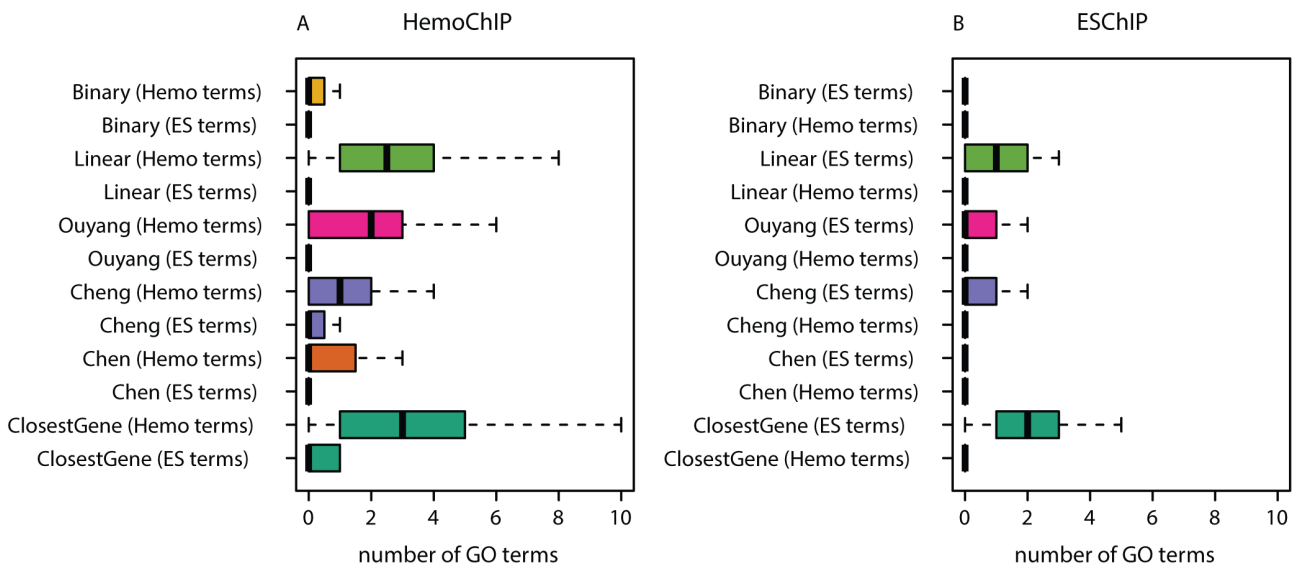 A HemoChIP
Binary (Hemo terms)
Binary (ES terms)
Linear (Hemo terms)
Linear (ES terms)
Ouyang (Hemo terms)
Ouyang (ES terms)
Cheng (Hemo terms)
Cheng (ES terms)
Chen (Hemo terms)
Chen (ES terms)
ClosestGene (Hemo terms)
ClosestGene (ES terms)
0 2 4 6 8 10
number of GO terms
B ESChIP
Binary (ES terms)
Binary (Hemo terms)
Linear (ES terms)
Linear (Hemo terms)
Ouyang (ES terms)
Ouyang (Hemo terms)
Cheng (ES terms)
Cheng (Hemo terms)
Chen (ES terms)
Chen (Hemo terms)
ClosestGene (ES terms)
ClosestGene (Hemo terms)
0 2 4 6 8 10
number of GO terms